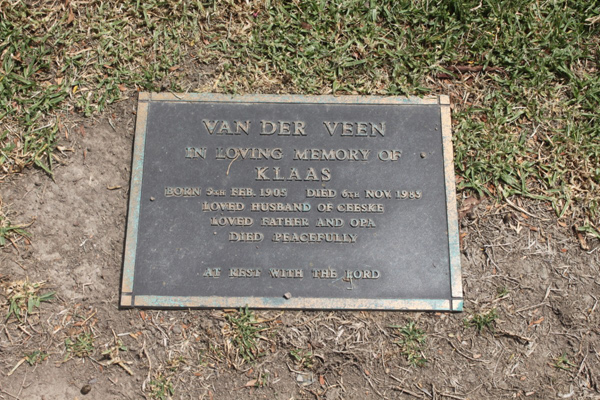 VAN DER VEEN
IN LOVING MEMORY OF
KLAAS
BORN 5TH FEB. 1905 DIED 6TH NOV. 1985
LOVED HUSBAND OF CEESKE
LOVED FATHER AND OPA
DIED PEACEFULLY
AT REST WITH THE LORD